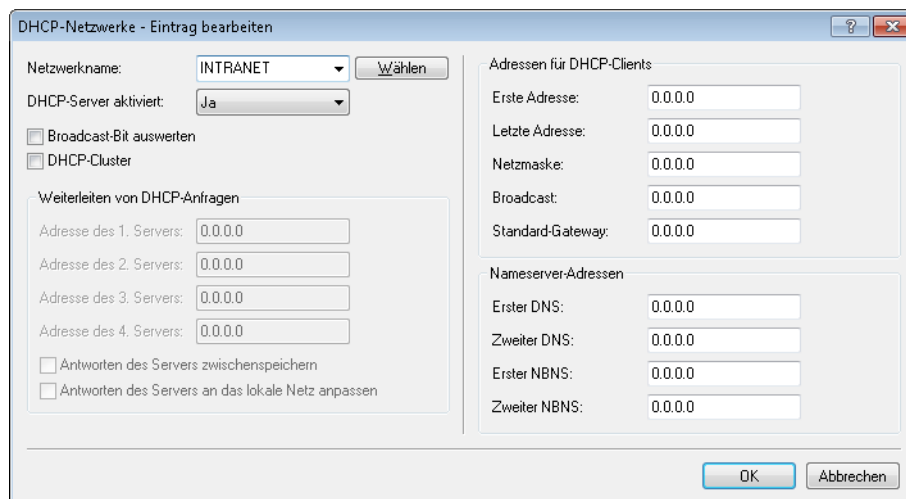 DHCP-Netzwerke - Eintrag bearbeiten
Netzwerkname: INTRANET Wählen
DHCP-Server aktiviert: Ja
Broadcast-Bit auswerten
DHCP-Cluster
Weiterleiten von DHCP-Anfragen
Adresse des 1. Servers: 0.0.0.0
Adresse des 2. Servers: 0.0.0.0
Adresse des 3. Servers: 0.0.0.0
Adresse des 4. Servers: 0.0.0.0
Antworten des Servers zwischenspeichern
Antworten des Servers an das lokale Netz anpassen
Adressen für DHCP-Clients
Erste Adresse: 0.0.0.0
Letzte Adresse: 0.0.0.0
Netzmaske: 0.0.0.0
Broadcast: 0.0.0.0
Standard-Gateway: 0.0.0.0
Nameserver-Adressen
Erster DNS: 0.0.0.0
Zweiter DNS: 0.0.0.0
Erster NBNS: 0.0.0.0
Zweiter NBNS: 0.0.0.0
OK Abbrechen